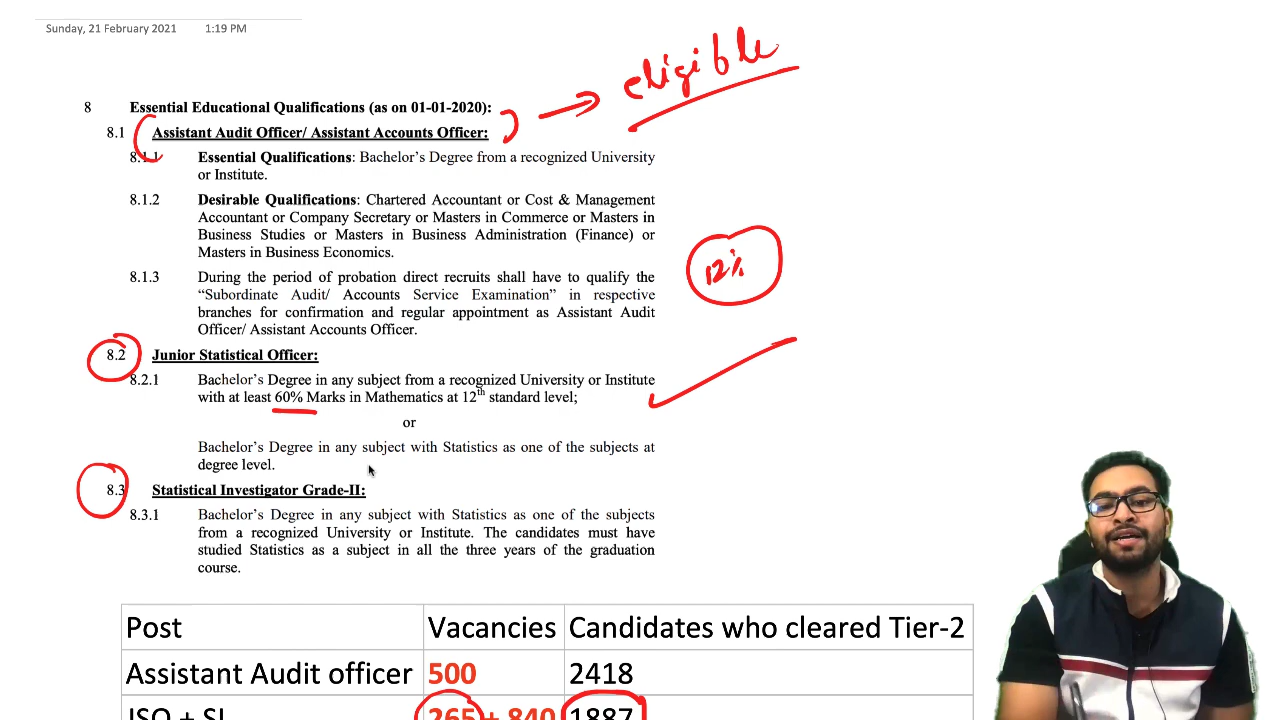 Sunday, 21 February 2021 1:19 PM
eligible
8 Essential Educational Qualifications (as on 01-01-2020):
8.1 Assistant Audit Officer/ Assistant Accounts Officer:
8.1.1 Essential Qualifications: Bachelor's Degree from a recognized University
or Institute.
8.1.2 Desirable Qualifications: Chartered Accountant or Cost & Management
Accountant or Company Secretary or Masters in Commerce or Masters in
Business Studies or Masters in Business Administration (Finance) or
Masters in Business Economics.
12%
8.1.3 During the period of probation direct recruits shall have to qualify the
“Subordinate Audit/ Accounts Service Examination” in respective
branches for confirmation and regular appointment as Assistant Audit
Officer/ Assistant Accounts Officer.
8.2 Junior Statistical Officer:
8.2.1 Bachelor's Degree in any subject from a recognized University or Institute
with at least 60% Marks in Mathematics at 12th standard level;
or
Bachelor's Degree in any subject with Statistics as one of the subjects at
degree level.
8.3 Statistical Investigator Grade-II:
8.3.1 Bachelor's Degree in any subject with Statistics as one of the subjects
from a recognized University or Institute. The candidates must have
studied Statistics as a subject in all the three years of the graduation
course.
Post Vacancies Candidates who cleared Tier-2
Assistant Audit officer 500 2418
JSO + SI 265 + 840 1887